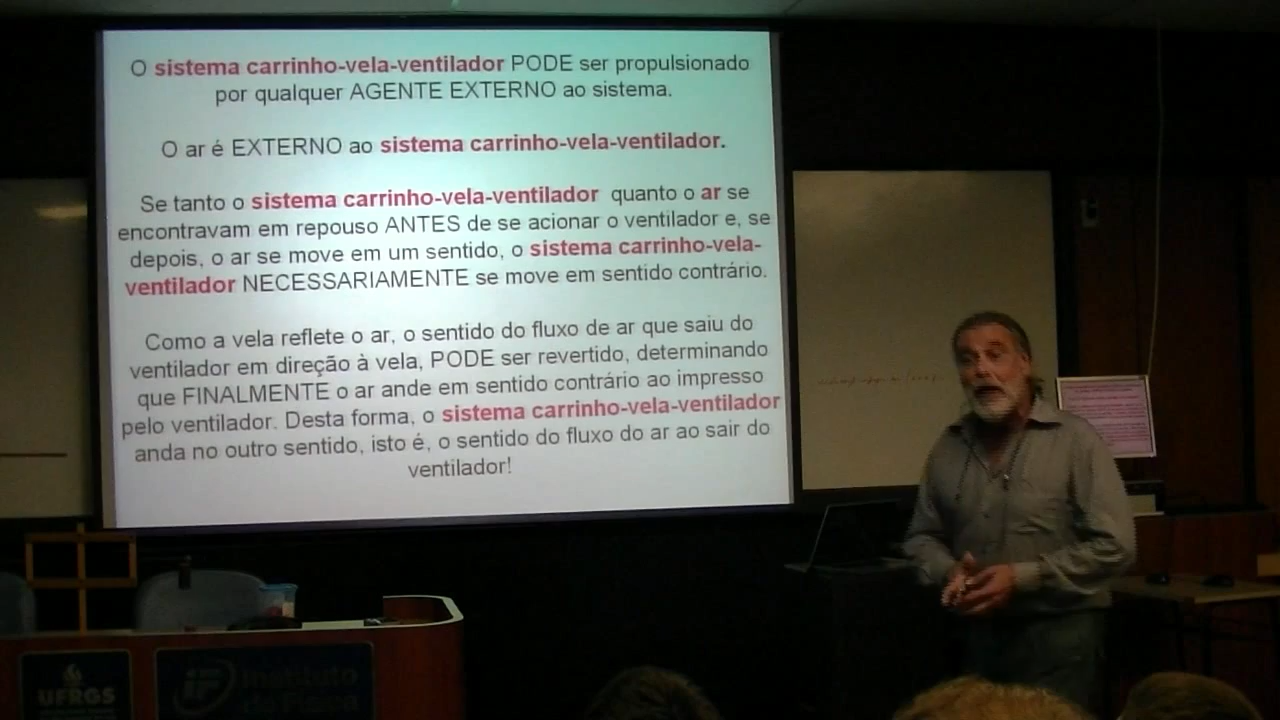 O sistema carrinho-vela-ventilador PODE ser propulsionado
por qualquer AGENTE EXTERNO ao sistema.
O ar é EXTERNO ao sistema carrinho-vela-ventilador.
Se tanto o sistema carrinho-vela-ventilador quanto o ar se
encontravam em repouso ANTES de se acionar o ventilador e, se
depois, o ar se move em um sentido, o sistema carrinho-vela-
ventilador NECESSARIAMENTE se move em sentido contrário.
Como a vela reflete o ar, o sentido do fluxo de ar que saiu do
ventilador em direção à vela, PODE ser revertido, determinando
que FINALMENTE o ar ande em sentido contrário ao impresso
pelo ventilador. Desta forma, o sistema carrinho-vela-ventilador
anda no outro sentido, isto é, o sentido do fluxo do ar ao sair do
ventilador!
UFRGS
iF Instituto
de Física